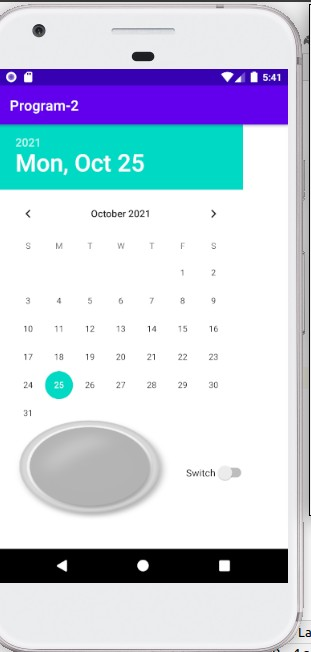 5:41
Program-2
2021
Mon, Oct 25
October 2021
S M T W T F S
1 2
3 4 5 6 7 8 9
10 11 12 13 14 15 16
17 18 19 20 21 22 23
24 25 26 27 28 29 30
31
Switch
La